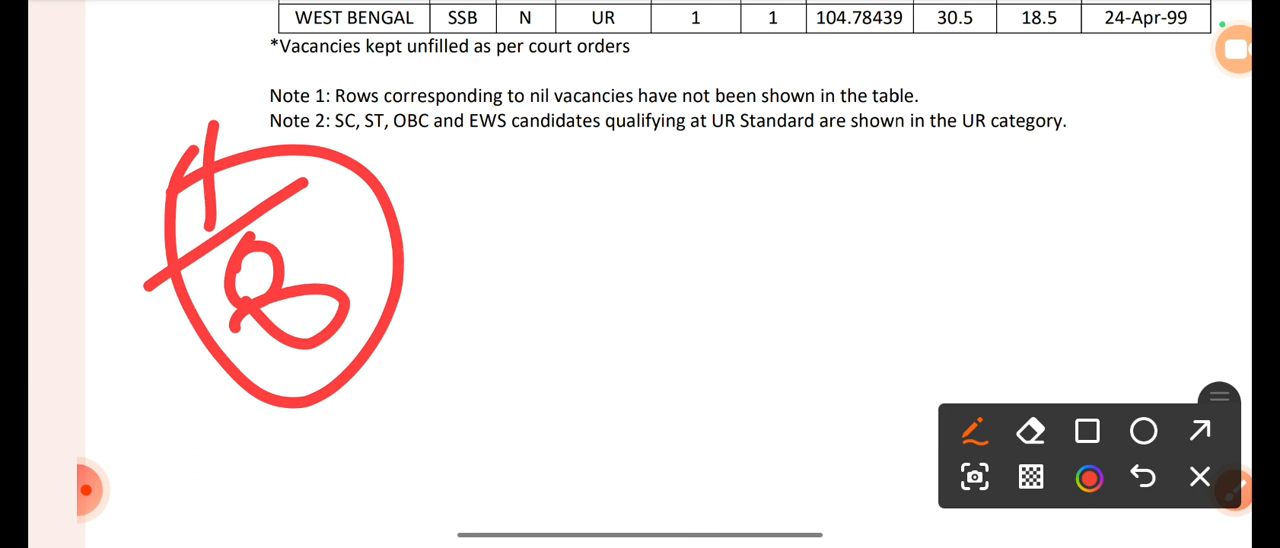 WEST BENGAL SSB N UR 1 1 104.78439 30.5 18.5 24-Apr-99
*Vacancies kept unfilled as per court orders
Note 1: Rows corresponding to nil vacancies have not been shown in the table.
Note 2: SC, ST, OBC and EWS candidates qualifying at UR Standard are shown in the UR category.